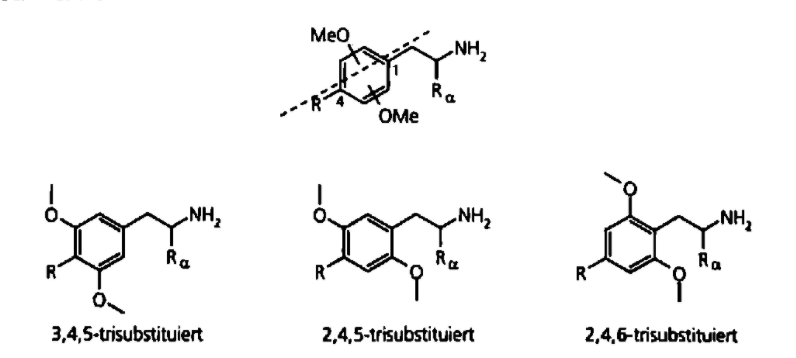 MeO
NH2
1
Rα
R 4
OMe
O NH2
Rα
R
O
O NH2
Rα
R
O
O
NH2
Rα
R
O
3,4,5-trisubstituiert 2,4,5-trisubstituiert 2,4,6-trisubstituiert